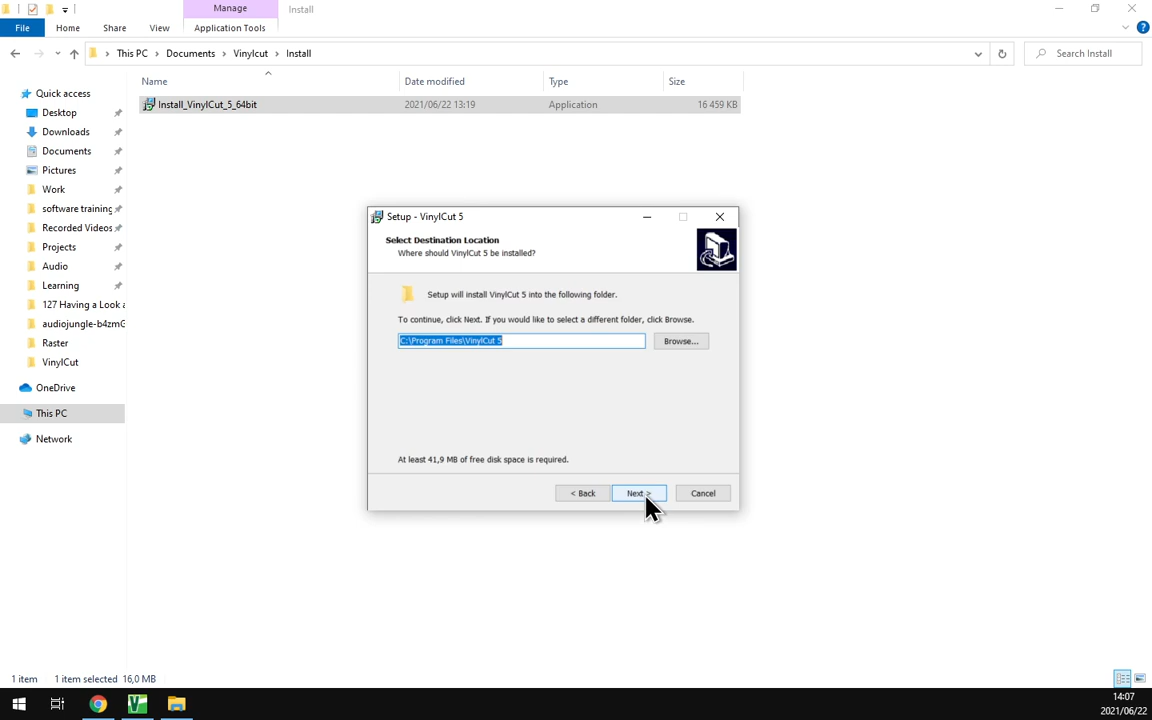 Manage
Install
File
Home
Share
View
Application Tools
This PC > Documents > Vinylcut > Install
Search Install
Name
Date modified
Type
Size
Quick access
Desktop
Downloads
Documents
Pictures
Work
software training
Recorded Videos
Projects
Audio
Learning
127 Having a Look a
audiojungle-b4zmG
Raster
VinylCut
OneDrive
This PC
Network
Install_VinylCut_5_64bit
2021/06/22 13:19
Application
16 459 KB
Setup - VinylCut 5
Select Destination Location
Where should VinylCut 5 be installed?
Setup will install VinylCut 5 into the following folder.
To continue, click Next. If you would like to select a different folder, click Browse.
C:\Program Files\VinylCut 5
Browse...
At least 41,9 MB of free disk space is required.
< Back
Next >
Cancel
1 item
1 item selected 16,0 MB
14:07
2021/06/22